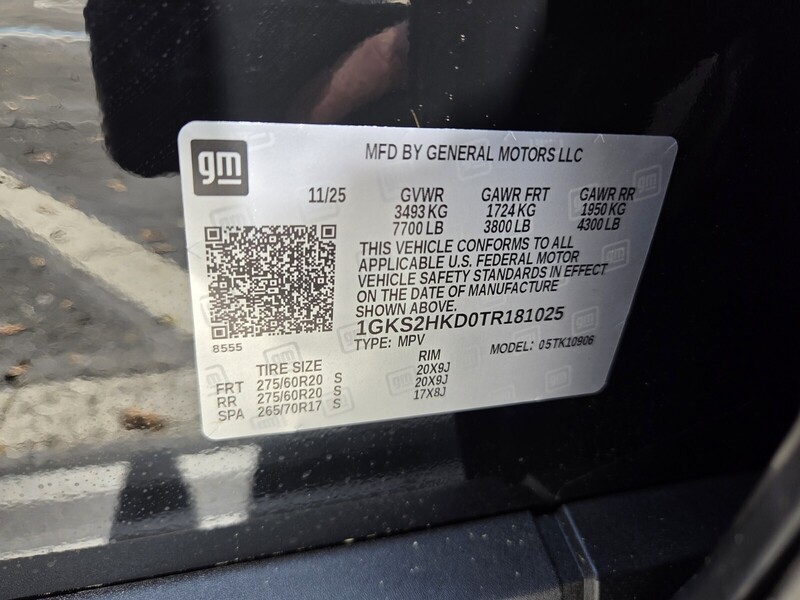 gm
MFD BY GENERAL MOTORS LLC
11/25 GVWR GAWR FRT GAWR RR
3493 KG 1724 KG 1950 KG
7700 LB 3800 LB 4300 LB
THIS VEHICLE CONFORMS TO ALL
APPLICABLE U.S. FEDERAL MOTOR
VEHICLE SAFETY STANDARDS IN EFFECT
ON THE DATE OF MANUFACTURE
SHOWN ABOVE.
1GKS2HKD0TR181025
8555
TYPE: MPV MODEL: 05TK10906
TIRE SIZE RIM
FRT 275/60R20 S 20X9J
RR 275/60R20 S 20X9J
SPA 265/70R17 S 17X8J